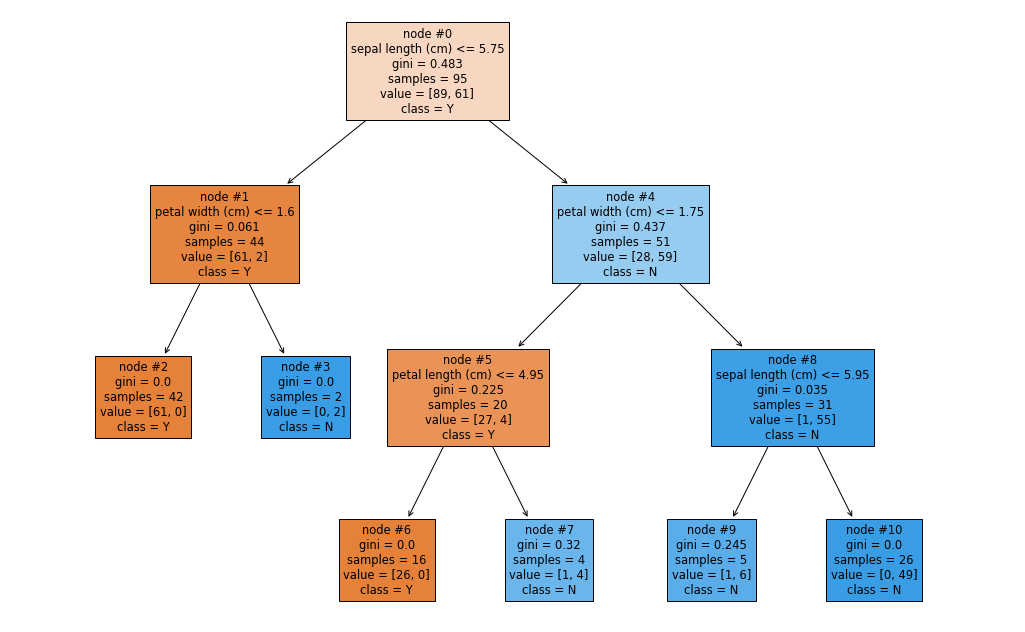 node #0
sepal length (cm) <= 5.75
gini = 0.483
samples = 95
value = [89, 61]
class = Y
node #1
petal width (cm) <= 1.6
gini = 0.061
samples = 44
value = [61, 2]
class = Y
node #4
petal width (cm) <= 1.75
gini = 0.437
samples = 51
value = [28, 59]
class = N
node #2
gini = 0.0
samples = 42
value = [61, 0]
class = Y
node #3
gini = 0.0
samples = 2
value = [0, 2]
class = N
node #5
petal length (cm) <= 4.95
gini = 0.225
samples = 20
value = [27, 4]
class = Y
node #8
sepal length (cm) <= 5.95
gini = 0.035
samples = 31
value = [1, 55]
class = N
node #6
gini = 0.0
samples = 16
value = [26, 0]
class = Y
node #7
gini = 0.32
samples = 4
value = [1, 4]
class = N
node #9
gini = 0.245
samples = 5
value = [1, 6]
class = N
node #10
gini = 0.0
samples = 26
value = [0, 49]
class = N